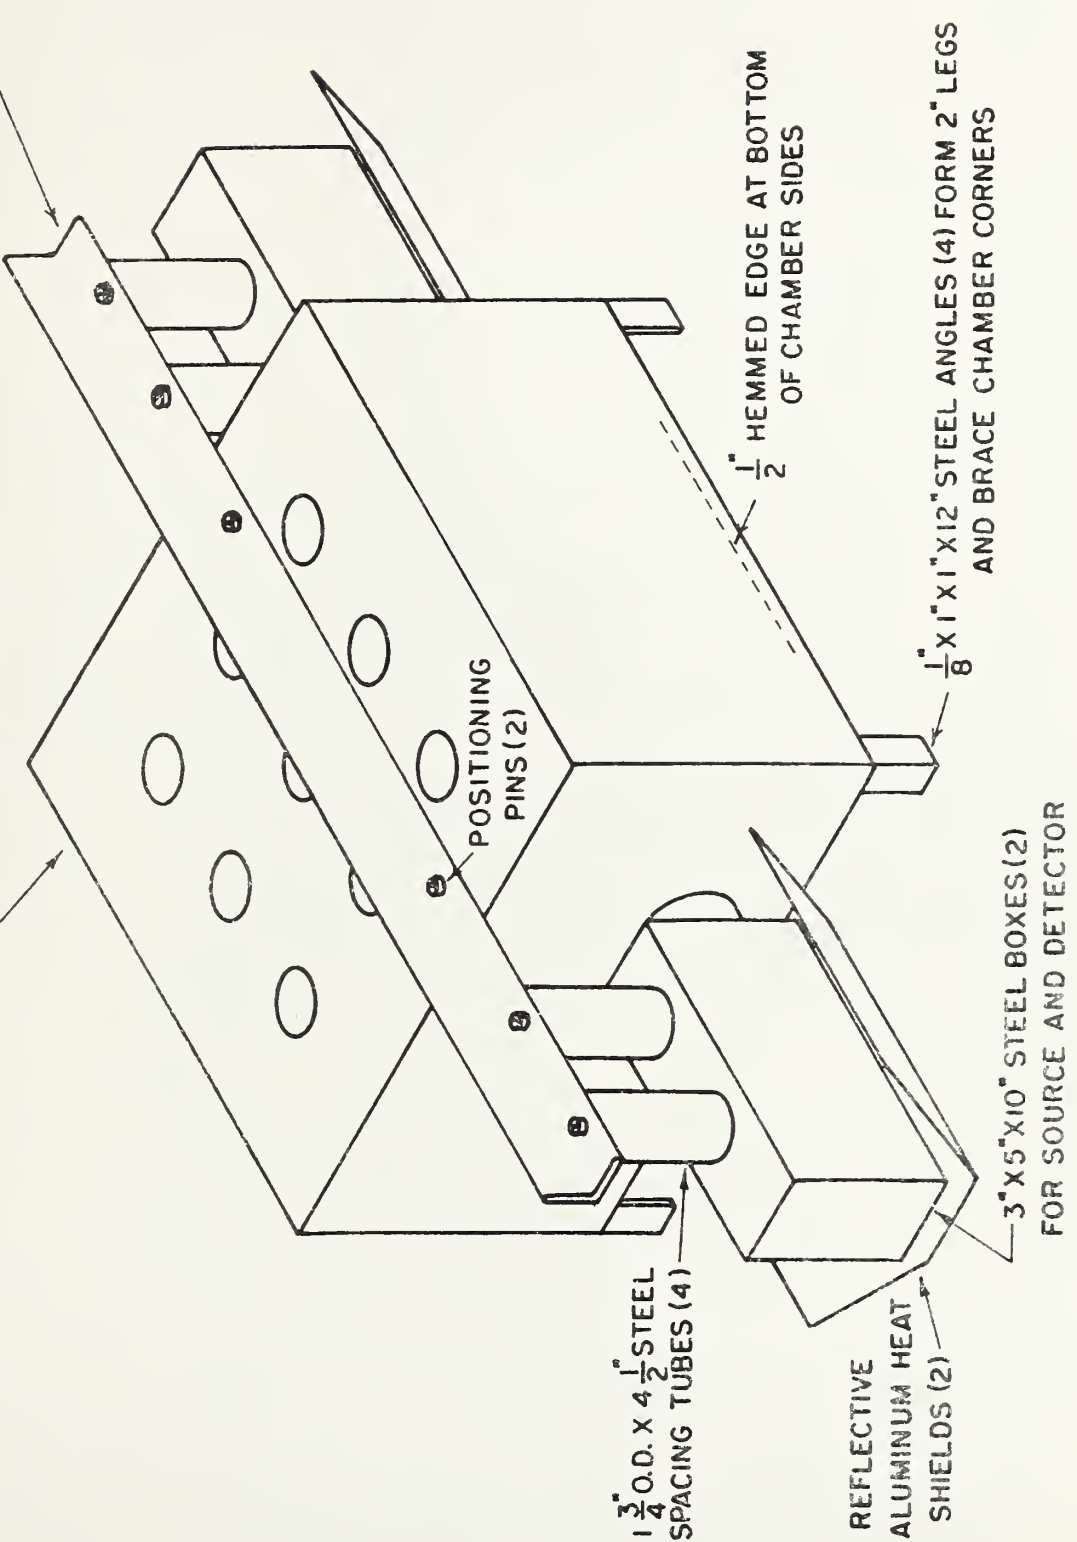 POSITIONING
PINS (2)
1/2" HEMMED EDGE AT BOTTOM
OF CHAMBER SIDES
1/8" X 1" X 12" STEEL ANGLES (4) FORM 2" LEGS
AND BRACE CHAMBER CORNERS
1 3/4" O.D. X 4 1/2" STEEL
SPACING TUBES (4)
REFLECTIVE
ALUMINUM HEAT
SHIELDS (2)
3" X 5" X 10" STEEL BOXES (2)
FOR SOURCE AND DETECTOR